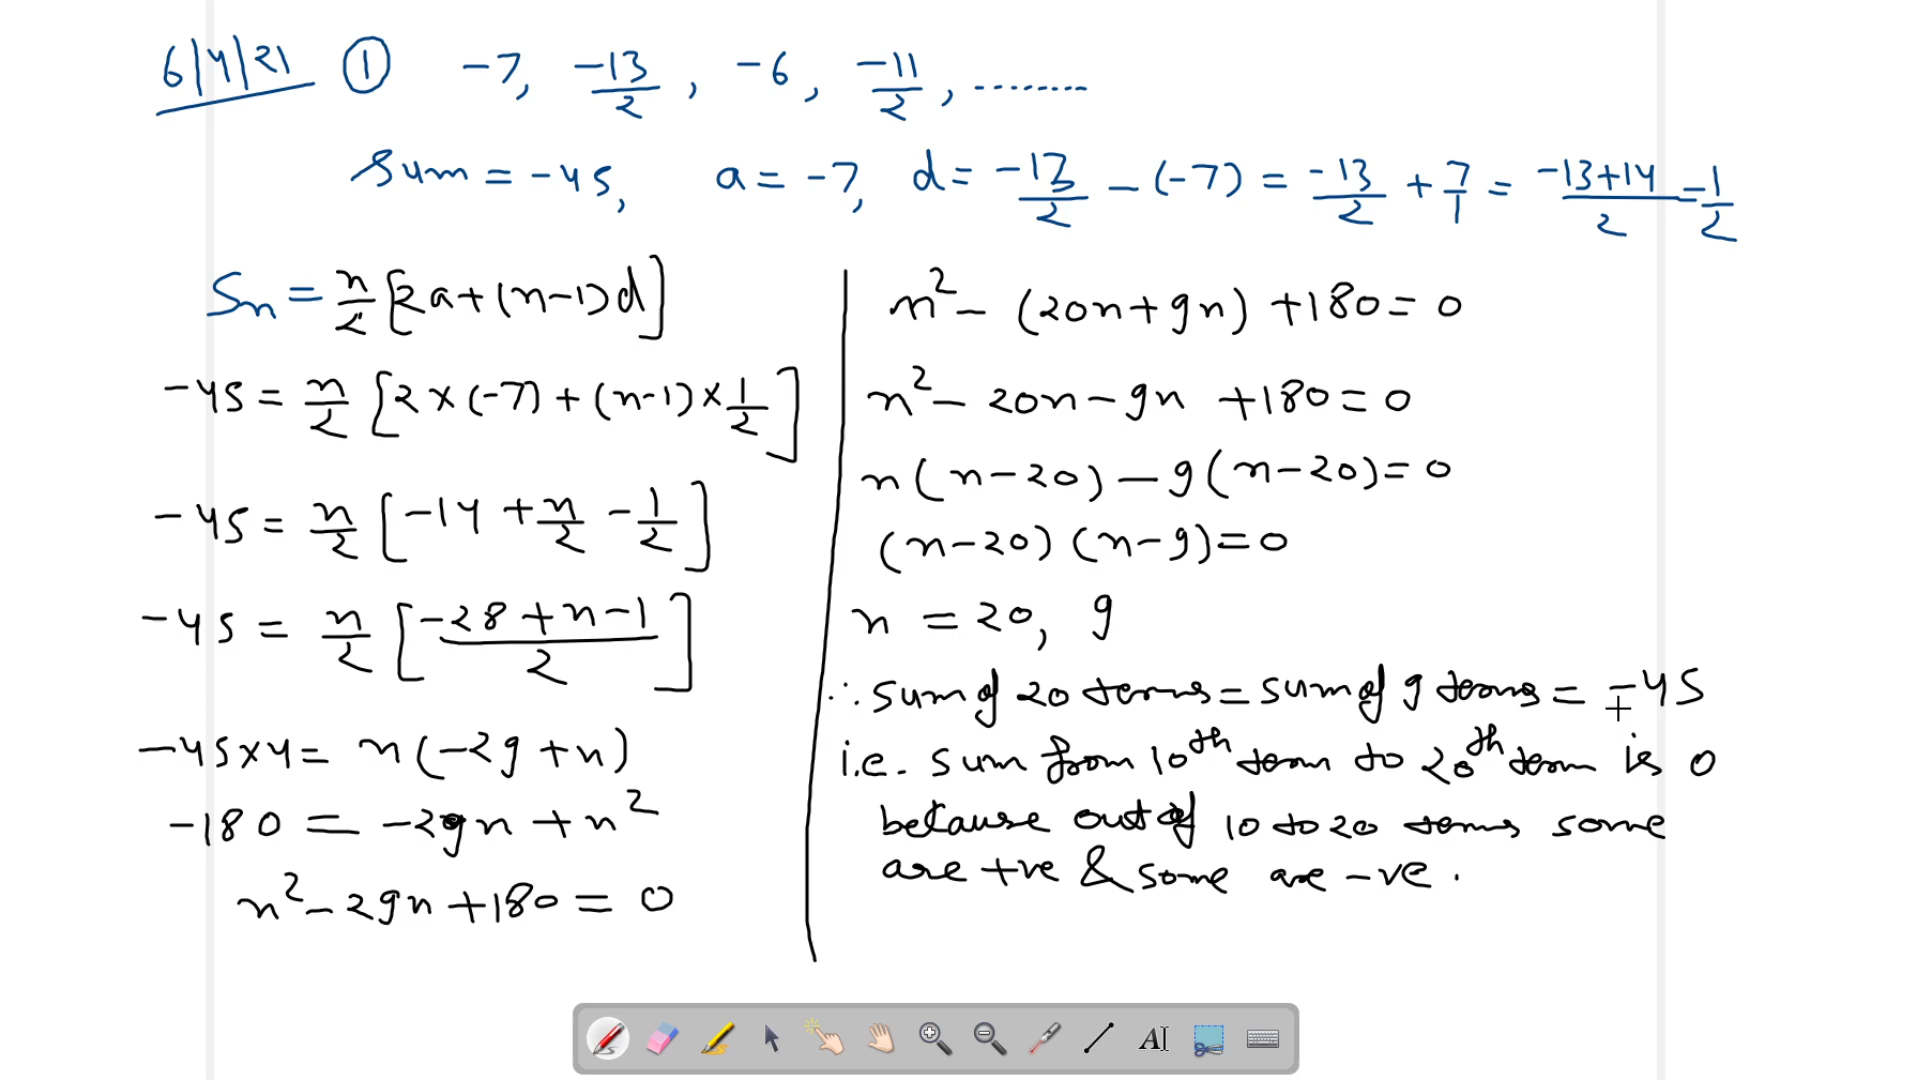 6|4|21 ① -7, -13/2, -6, -11/2, ........
Sum = -45, a = -7, d = -13/2 - (-7) = -13/2 + 7/1 = -13+14/2 = 1/2
Sn = n/2 [2a + (n-1)d]
-45 = n/2 [2 × (-7) + (n-1) × 1/2]
-45 = n/2 [-14 + n/2 - 1/2]
-45 = n/2 [-28 + n - 1/2]
-45×4 = n(-29 + n)
-180 = -29n + n²
n² - 29n + 180 = 0
n² - (20n + 9n) + 180 = 0
n² - 20n - 9n + 180 = 0
n(n-20) - 9(n-20) = 0
(n-20)(n-9) = 0
n = 20, 9
∴ sum of 20 terms = sum of 9 terms = -45
i.e. sum from 10th term to 20th term is 0
because out of 10 to 20 terms some
are +ve & some are -ve.
AI